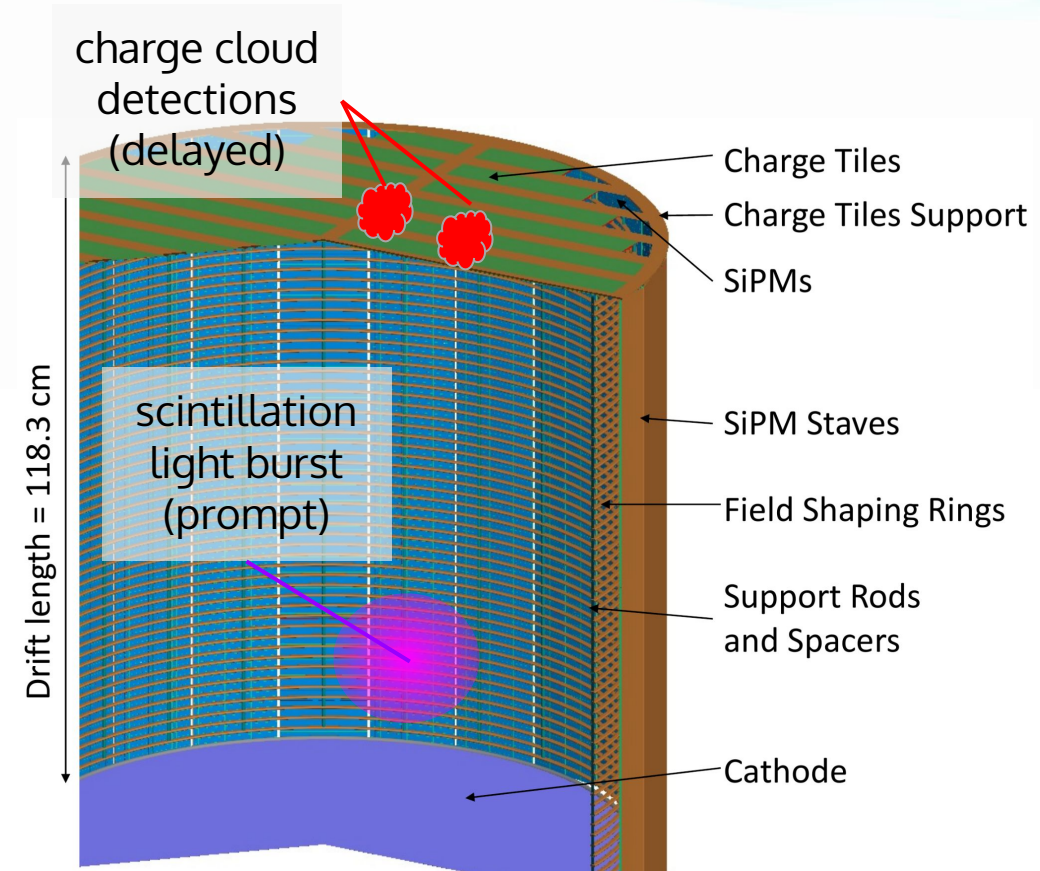 charge cloud
detections
(delayed)
Charge Tiles
Charge Tiles Support
SiPMs
scintillation
light burst
(prompt)
Drift length = 118.3 cm
SiPM Staves
Field Shaping Rings
Support Rods
and Spacers
Cathode